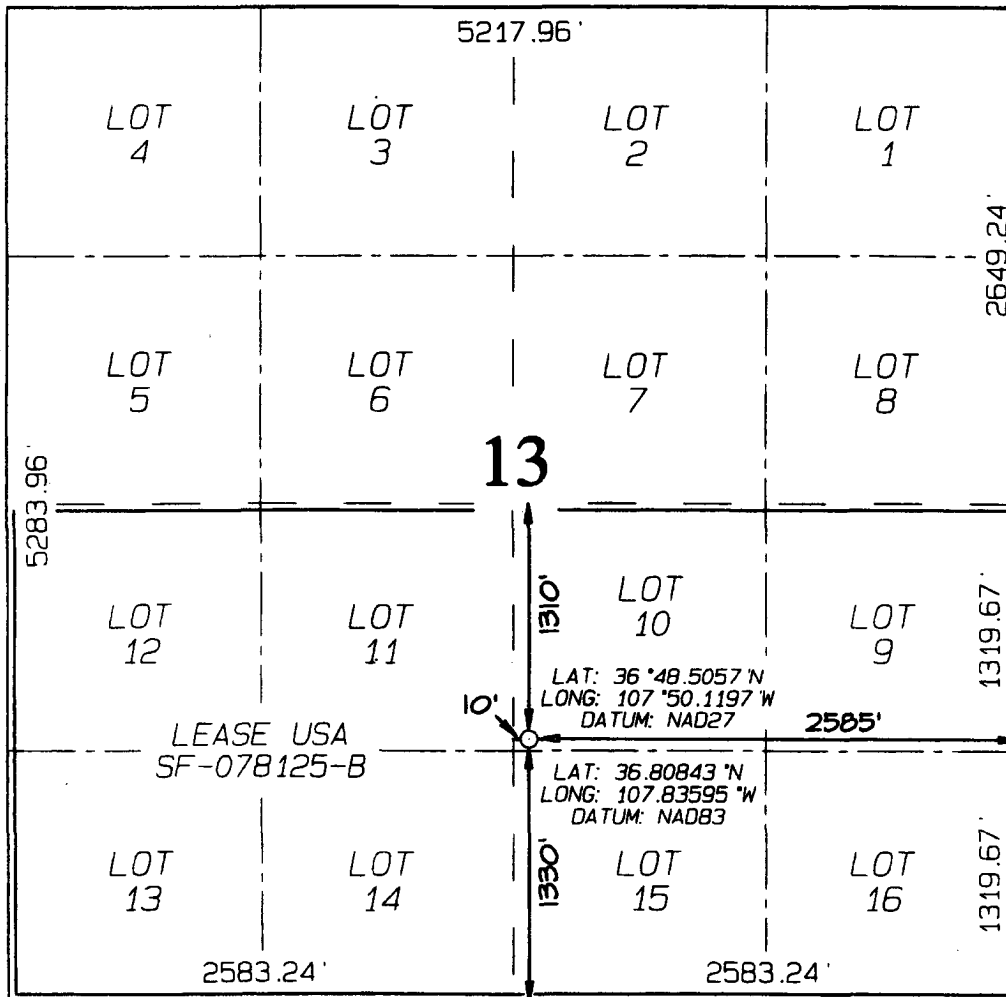 5217.96'
LOT
4
LOT
3
LOT
2
LOT
1
2649.24'
LOT
5
LOT
6
LOT
7
LOT
8
13
5283.96'
1310'
LOT
12
LOT
11
LOT
10
LOT
9
1319.67'
LAT: 36°48.5057'N
LONG: 107°50.1197'W
DATUM: NAD27
10'
2585'
LEASE USA
SF-078125-B
LAT: 36.80843°N
LONG: 107.83595°W
DATUM: NAD83
1330'
LOT
13
LOT
14
LOT
15
LOT
16
1319.67'
2583.24'
2583.24'